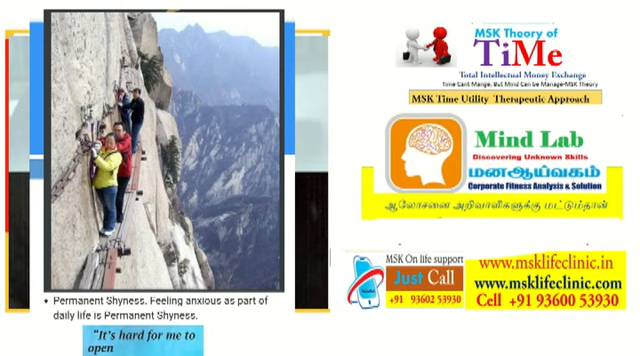 • Permanent Shyness. Feeling anxious as part of
daily life is Permanent Shyness.
"It's hard for me to
open
MSK Theory of
TiMe
Total Intellectual Money Exchange
Time Cant Mange. But Mind Can be Manage-MSK Theory
MSK Time Utility Therapeutic Approach
Mind Lab
Discovering Unknown Skills
மனஆய்வகம்
Corporate Fitness Analysis & Solution
ஆலோசனை அறிவாளிகளுக்கு மட்டும்தான்
MSK On life support
Just Call
+91 93602 53930
www.msklifeclinic.in
www.msklifeclinic.com
Cell +91 93600 53930